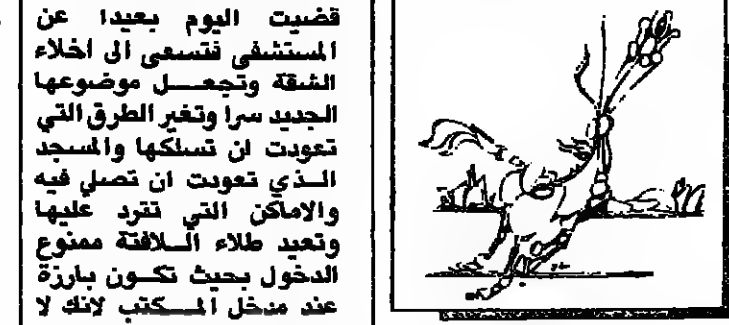 قضيت اليوم بعيدا عن
المستشفى فتسعى الى اخلاء
الشقة وتجعل موضوعها
الجديد سرا وتغير الطرق التي
تعودت ان تسلكها والمسجد
الذي تعودت ان تصلي فيه
والاماكن التي تترد عليها
وتعيد طلاء اللافتة ممنوع
الدخول بحيث تكون بارزة
عند مدخل المكتب لانك لا